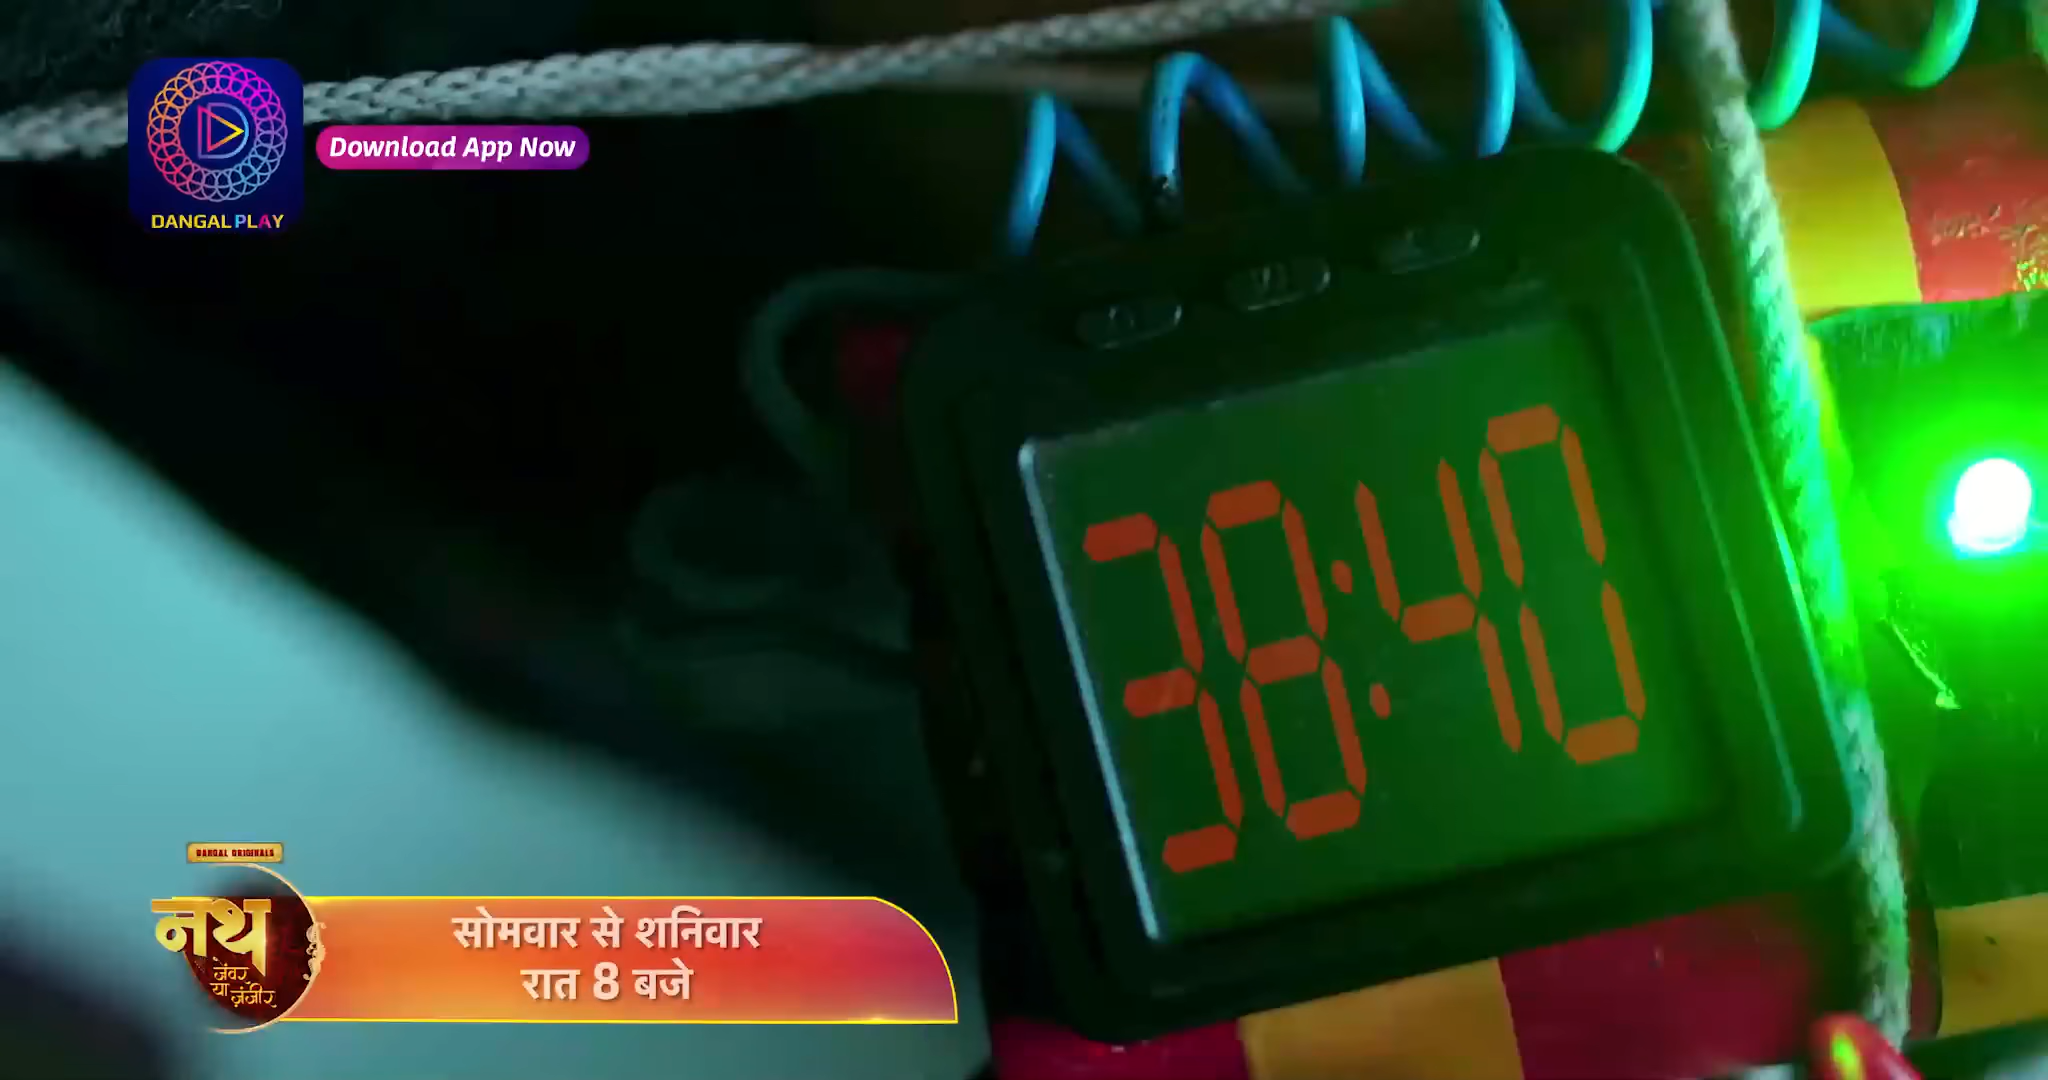 Download App Now
DANGAL PLAY
38:40
DANGAL ORIGINALS
नथ
जेवर
या
ज़ंजीर
सोमवार से शनिवार
रात 8 बजे